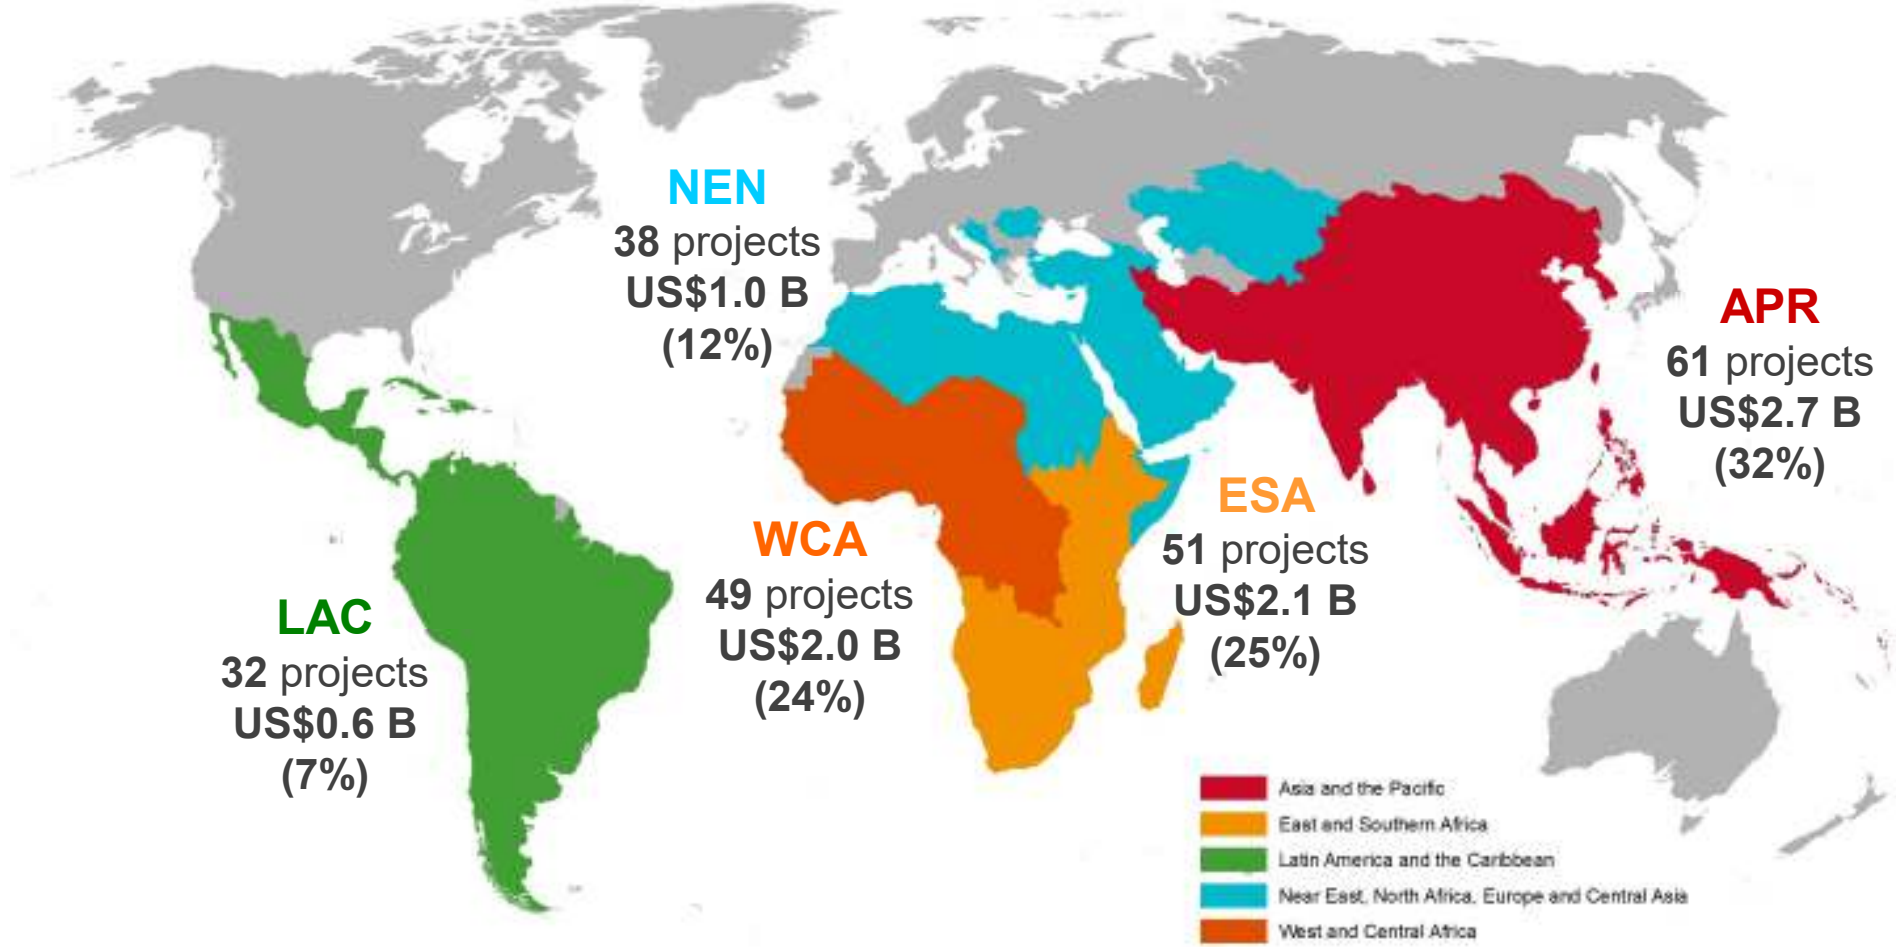 NEN
38 projects
US$1.0 B
(12%)
APR
61 projects
US$2.7 B
(32%)
ESA
51 projects
US$2.1 B
(25%)
WCA
49 projects
US$2.0 B
(24%)
LAC
32 projects
US$0.6 B
(7%)
Asia and the Pacific
East and Southern Africa
Latin America and the Caribbean
Near East, North Africa, Europe and Central Asia
West and Central Africa